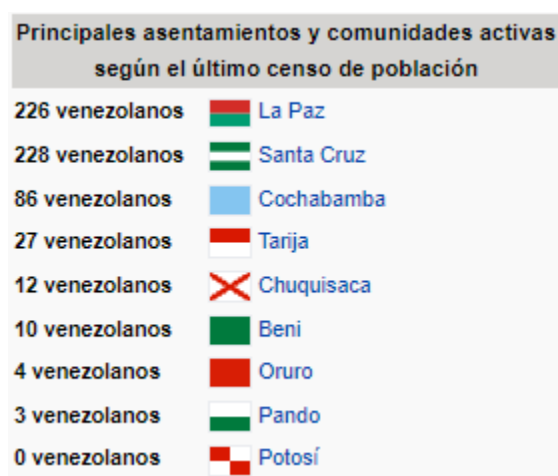 Principales asentamientos y comunidades activas
según el último censo de población
226 venezolanos La Paz
228 venezolanos Santa Cruz
86 venezolanos Cochabamba
27 venezolanos Tarija
12 venezolanos Chuquisaca
10 venezolanos Beni
4 venezolanos Oruro
3 venezolanos Pando
0 venezolanos Potosí